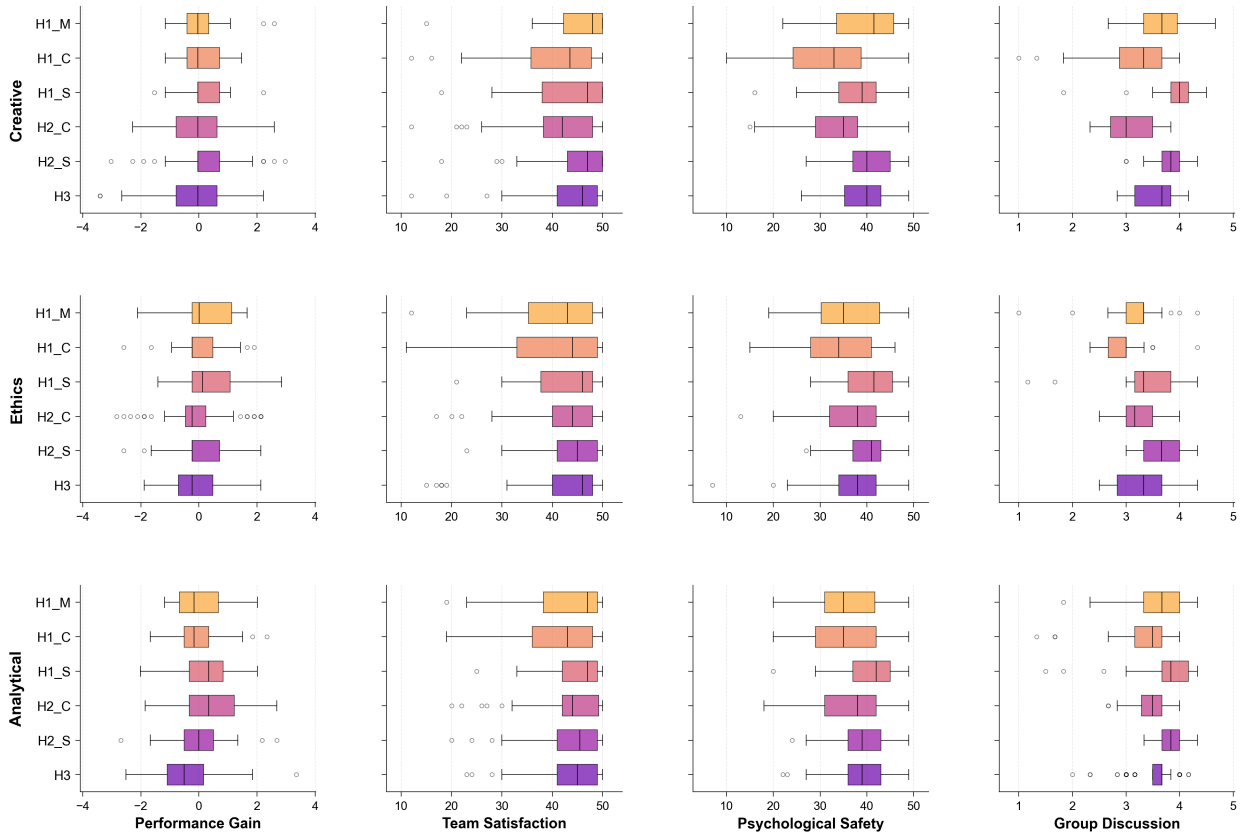 Creative
H1_M
H1_C
H1_S
H2_C
H2_S
H3
−4 −2 0 2 4
10 20 30 40 50
10 20 30 40 50
1 2 3 4 5
Ethics
H1_M
H1_C
H1_S
H2_C
H2_S
H3
−4 −2 0 2 4
10 20 30 40 50
10 20 30 40 50
1 2 3 4 5
Analytical
H1_M
H1_C
H1_S
H2_C
H2_S
H3
−4 −2 0 2 4
10 20 30 40 50
10 20 30 40 50
1 2 3 4 5
Performance Gain Team Satisfaction Psychological Safety Group Discussion